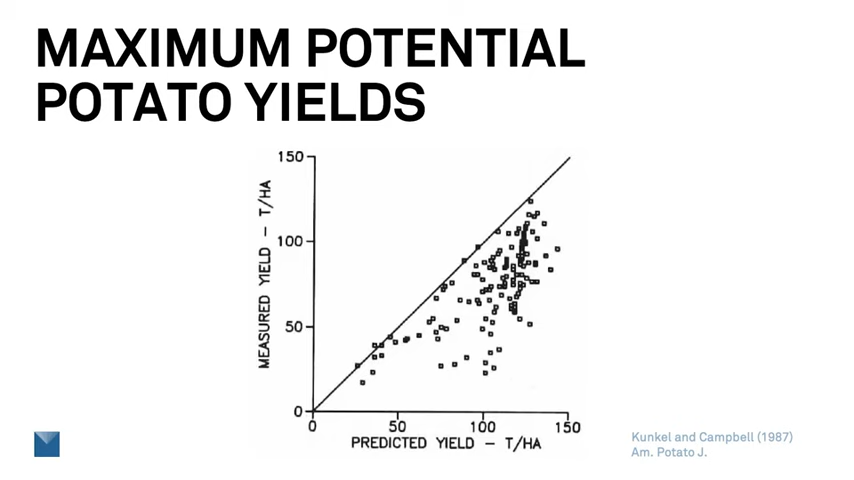 MAXIMUM POTENTIAL
POTATO YIELDS
150
100
50
0
MEASURED YIELD – T/HA
0 50 100 150
PREDICTED YIELD – T/HA
Kunkel and Campbell (1987)
Am. Potato J.